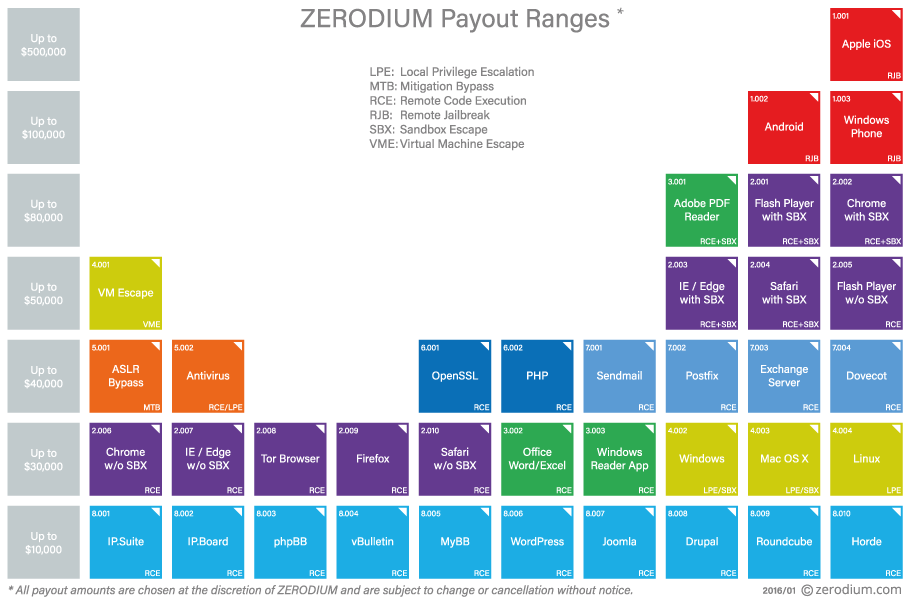 ZERODIUM Payout Ranges *
LPE: Local Privilege Escalation
MTB: Mitigation Bypass
RCE: Remote Code Execution
RJB: Remote Jailbreak
SBX: Sandbox Escape
VME: Virtual Machine Escape
Up to
$500,000
1.001
Apple iOS
RJB
Up to
$100,000
1.002
Android
RJB
1.003
Windows
Phone
RJB
Up to
$80,000
3.001
Adobe PDF
Reader
RCE+SBX
2.001
Flash Player
with SBX
RCE+SBX
2.002
Chrome
with SBX
RCE+SBX
Up to
$50,000
4.001
VM Escape
VME
2.003
IE / Edge
with SBX
RCE+SBX
2.004
Safari
with SBX
RCE+SBX
2.005
Flash Player
w/o SBX
RCE
Up to
$40,000
5.001
ASLR
Bypass
MTB
5.002
Antivirus
RCE/LPE
6.001
OpenSSL
RCE
6.002
PHP
RCE
7.001
Sendmail
RCE
7.002
Postfix
RCE
7.003
Exchange
Server
RCE
7.004
Dovecot
RCE
Up to
$30,000
2.006
Chrome
w/o SBX
RCE
2.007
IE / Edge
w/o SBX
RCE
2.008
Tor Browser
RCE
2.009
Firefox
RCE
2.010
Safari
w/o SBX
RCE
3.002
Office
Word/Excel
RCE
3.003
Windows
Reader App
RCE
4.002
Windows
LPE/SBX
4.003
Mac OS X
LPE/SBX
4.004
Linux
LPE
Up to
$10,000
8.001
IP.Suite
RCE
8.002
IP.Board
RCE
8.003
phpBB
RCE
8.004
vBulletin
RCE
8.005
MyBB
RCE
8.006
WordPress
RCE
8.007
Joomla
RCE
8.008
Drupal
RCE
8.009
Roundcube
RCE
8.010
Horde
RCE
* All payout amounts are chosen at the discretion of ZERODIUM and are subject to change or cancellation without notice.
2016/01 © zerodium.com